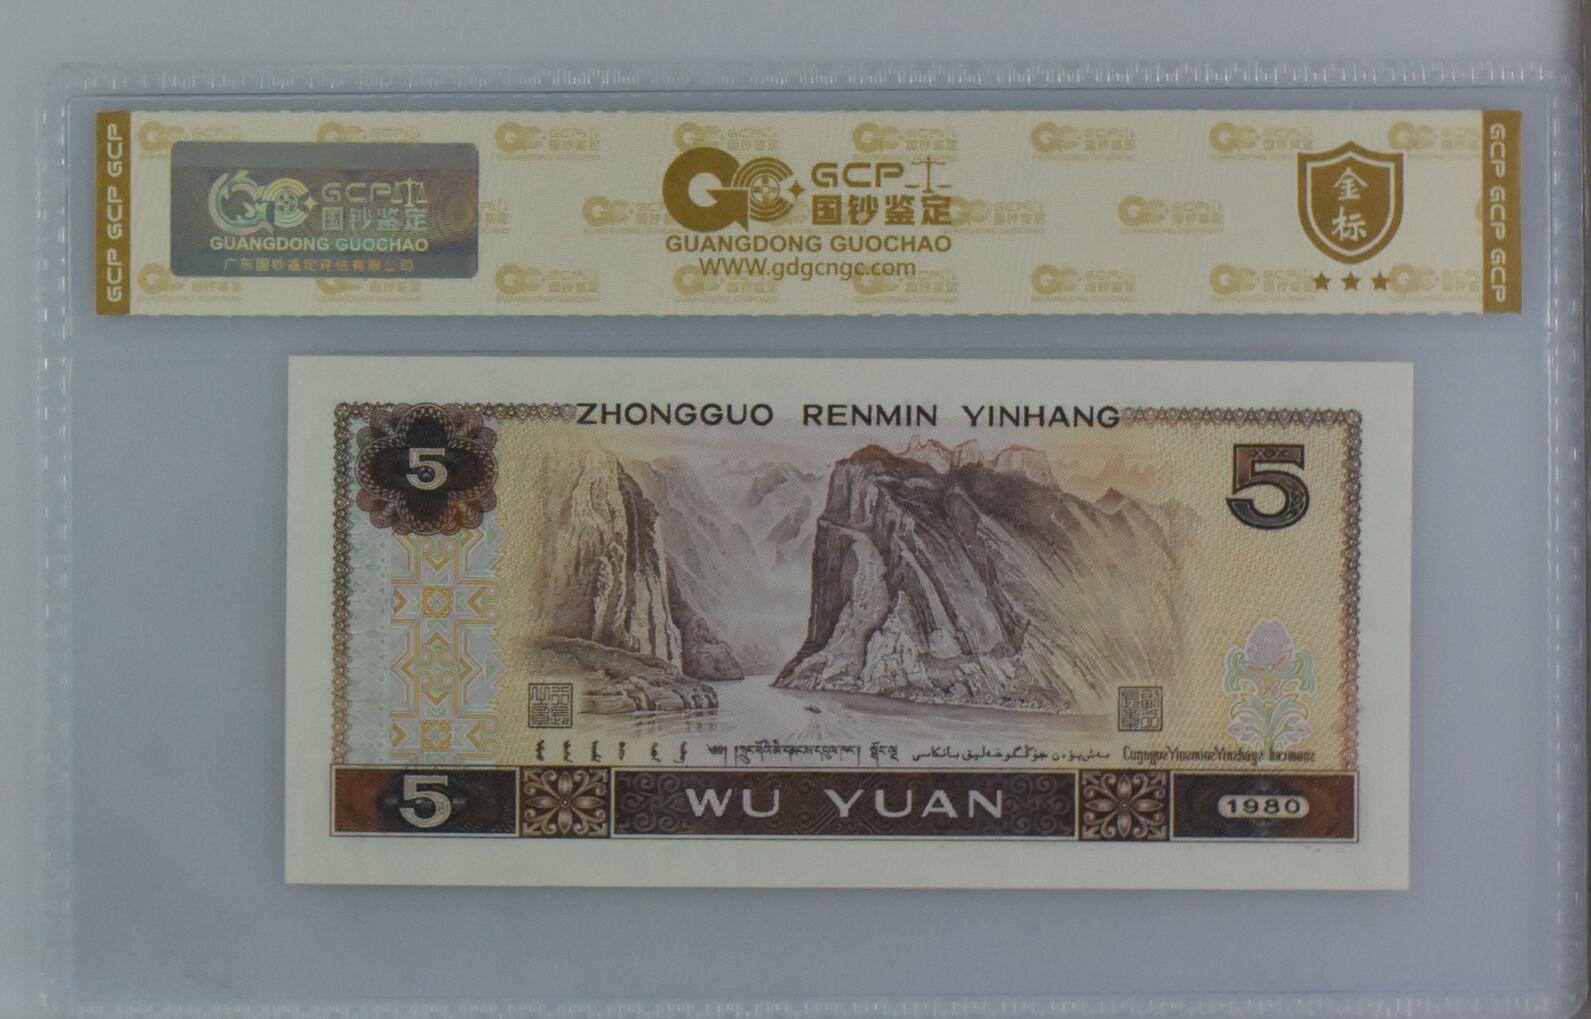 GCP GCP GCP
GCP
国钞鉴定
GUANGDONG GUOCHAO
广东国钞鉴定评估有限公司
GCP
国钞鉴定
GUANGDONG GUOCHAO
WWW.gdgcngc.com
金标
GCP GCP GCP
ZHONGGUO RENMIN YINHANG
5
5
5
WU YUAN
1980